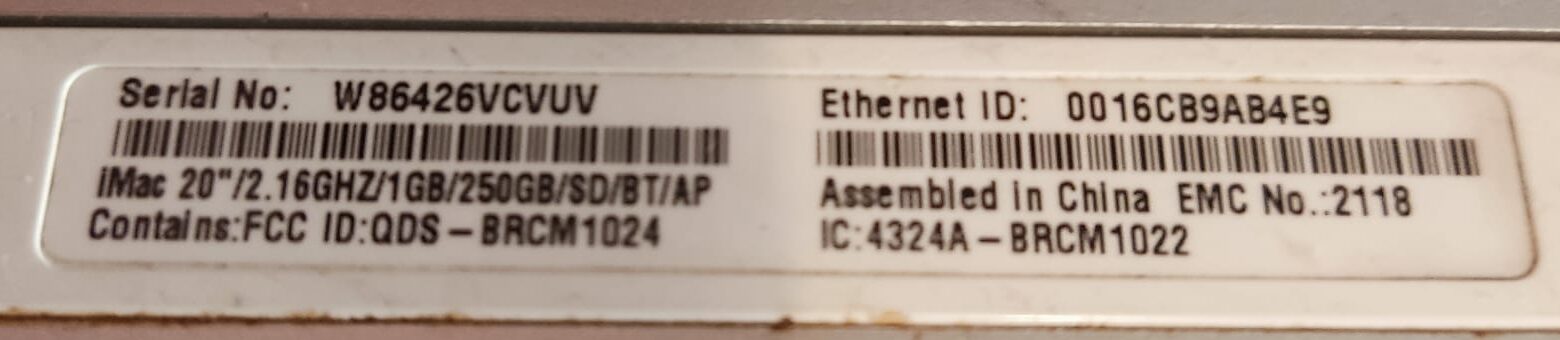 Serial No: W86426VCVUV
iMac 20"/2.16GHZ/1GB/250GB/SD/BT/AP
Contains:FCC ID:QDS-BRCM1024
Ethernet ID: 0016CB9AB4E9
Assembled in China EMC No.:2118
IC:4324A-BRCM1022